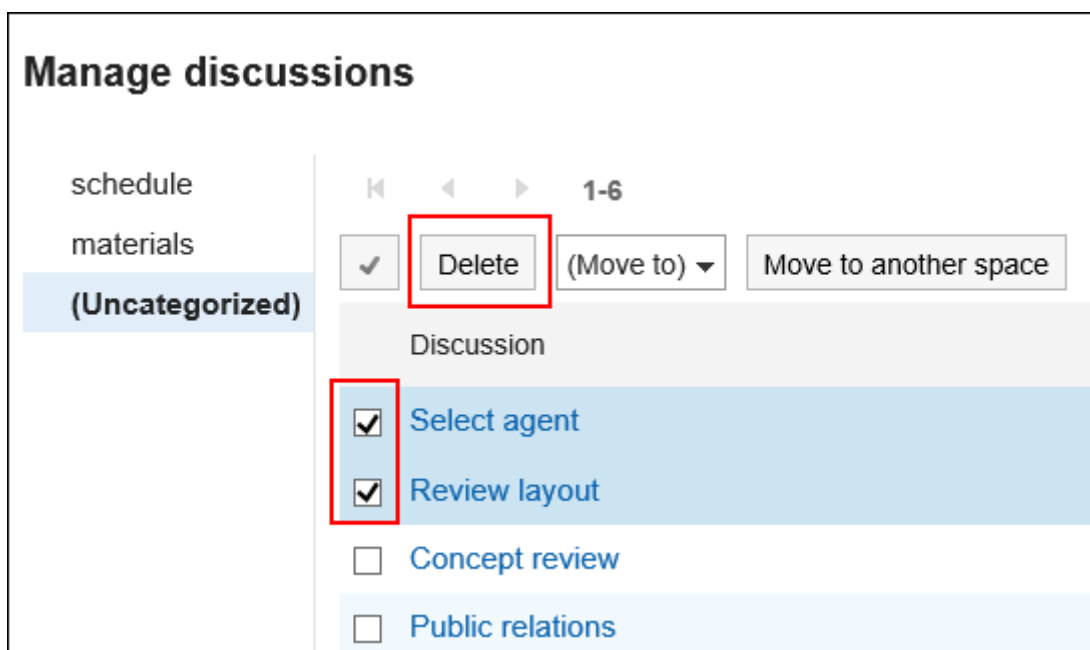 Manage discussions
schedule
materials
(Uncategorized)
1-6
Delete (Move to) Move to another space
Discussion
Select agent
Review layout
Concept review
Public relations